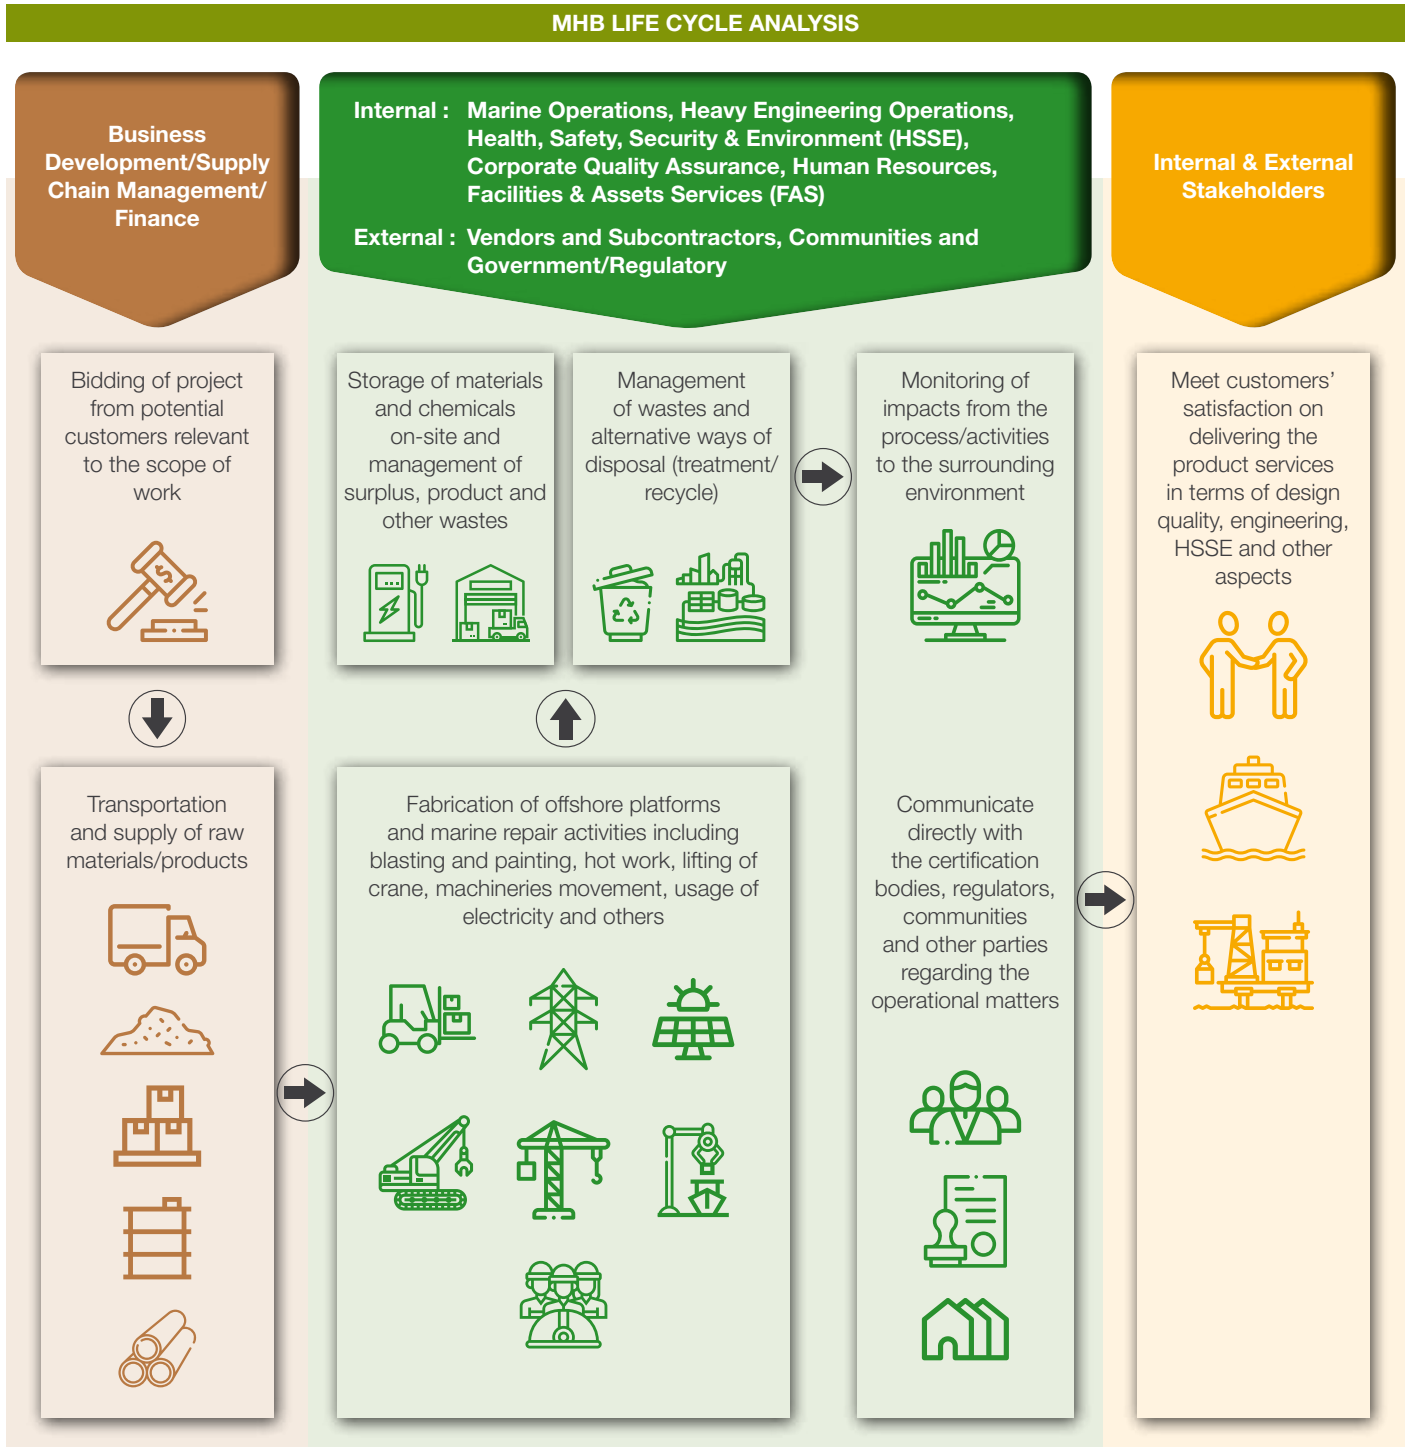 MHB LIFE CYCLE ANALYSIS
Business
Development/Supply
Chain Management/
Finance
Internal : Marine Operations, Heavy Engineering Operations,
Health, Safety, Security & Environment (HSSE),
Corporate Quality Assurance, Human Resources,
Facilities & Assets Services (FAS)
External : Vendors and Subcontractors, Communities and
Government/Regulatory
Internal & External
Stakeholders
Bidding of project
from potential
customers relevant
to the scope of
work
$
Transportation
and supply of raw
materials/products
Storage of materials
and chemicals
on-site and
management of
surplus, product and
other wastes
Management
of wastes and
alternative ways of
disposal (treatment/
recycle)
Fabrication of offshore platforms
and marine repair activities including
blasting and painting, hot work, lifting of
crane, machineries movement, usage of
electricity and others
Monitoring of
impacts from the
process/activities
to the surrounding
environment
Communicate
directly with
the certification
bodies, regulators,
communities
and other parties
regarding the
operational matters
Meet customers’
satisfaction on
delivering the
product services
in terms of design
quality, engineering,
HSSE and other
aspects